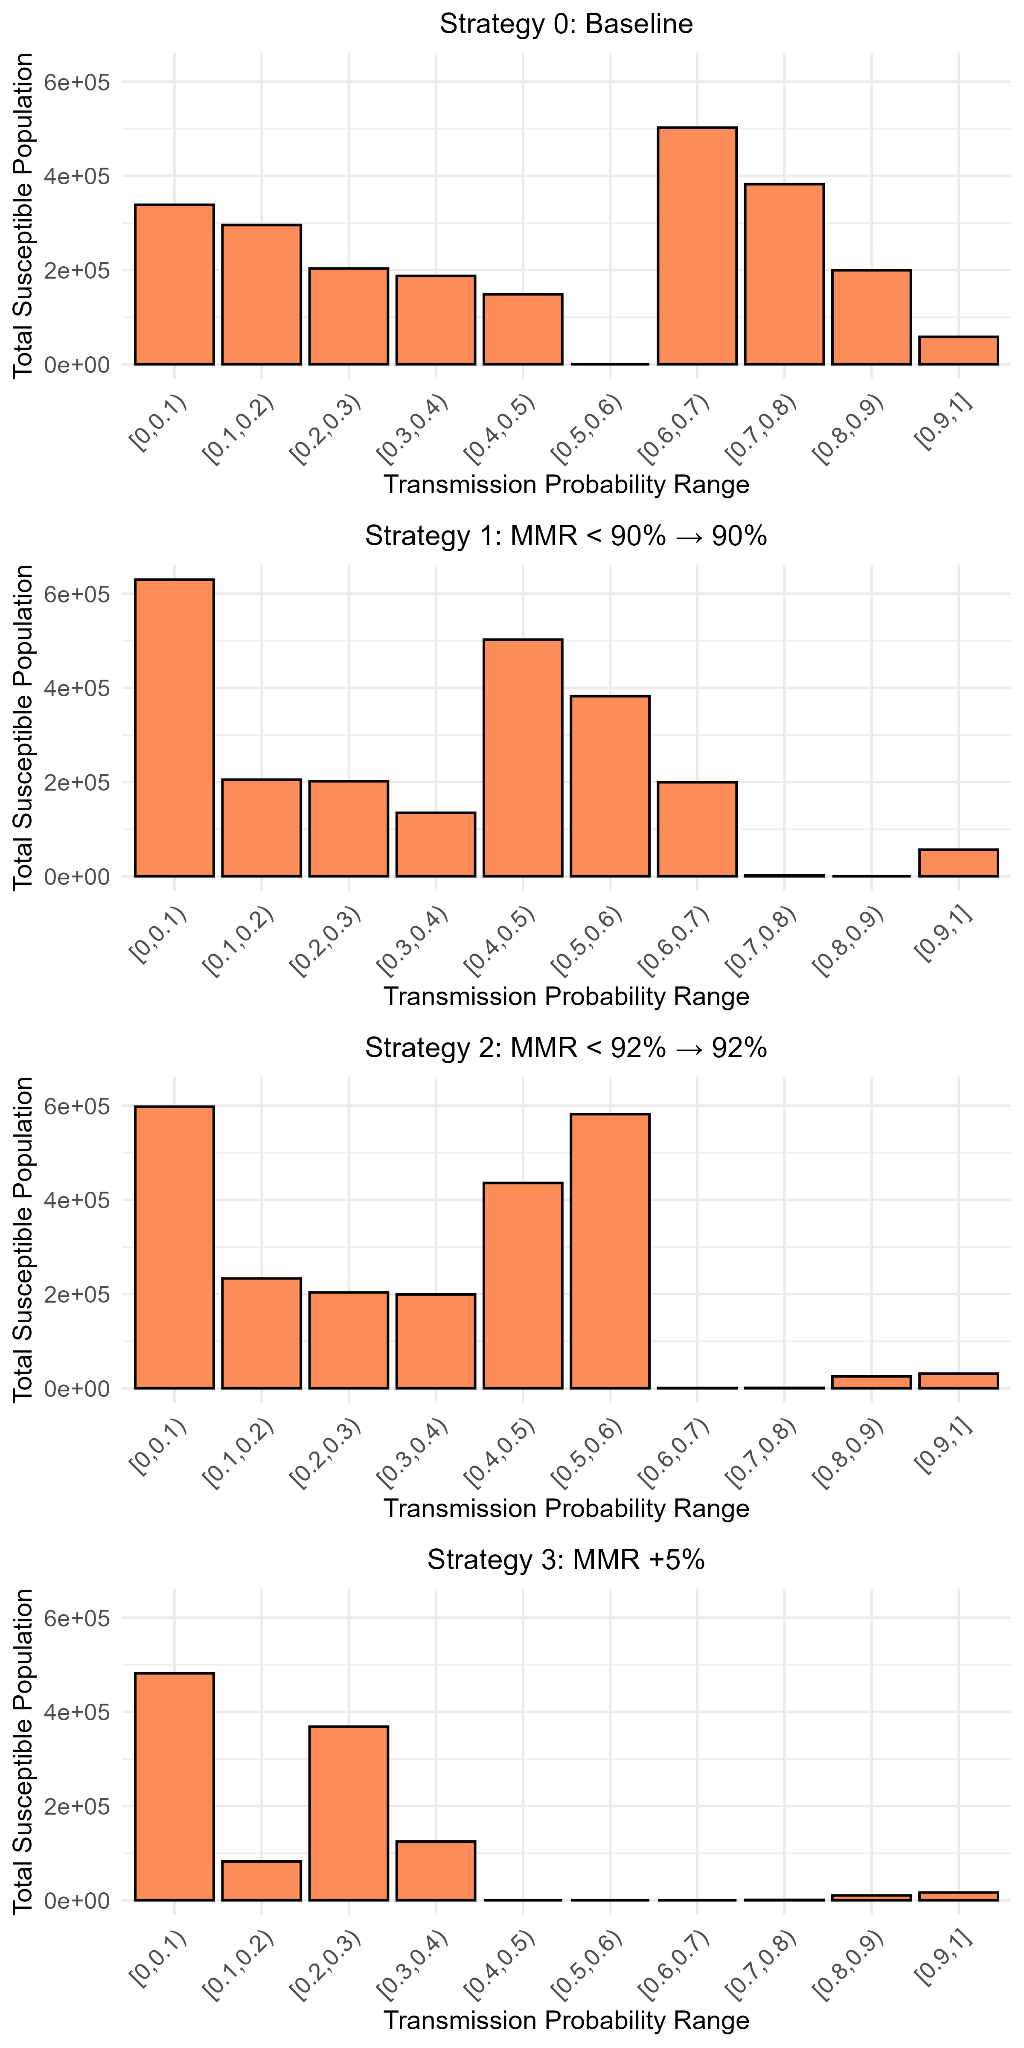 Strategy 0: Baseline
Total Susceptible Population
6e+05
4e+05
2e+05
0e+00
[0,0.1) [0.1,0.2) [0.2,0.3) [0.3,0.4) [0.4,0.5) [0.5,0.6) [0.6,0.7) [0.7,0.8) [0.8,0.9) [0.9,1]
Transmission Probability Range
Strategy 1: MMR < 90% → 90%
Total Susceptible Population
6e+05
4e+05
2e+05
0e+00
[0,0.1) [0.1,0.2) [0.2,0.3) [0.3,0.4) [0.4,0.5) [0.5,0.6) [0.6,0.7) [0.7,0.8) [0.8,0.9) [0.9,1]
Transmission Probability Range
Strategy 2: MMR < 92% → 92%
Total Susceptible Population
6e+05
4e+05
2e+05
0e+00
[0,0.1) [0.1,0.2) [0.2,0.3) [0.3,0.4) [0.4,0.5) [0.5,0.6) [0.6,0.7) [0.7,0.8) [0.8,0.9) [0.9,1]
Transmission Probability Range
Strategy 3: MMR +5%
Total Susceptible Population
6e+05
4e+05
2e+05
0e+00
[0,0.1) [0.1,0.2) [0.2,0.3) [0.3,0.4) [0.4,0.5) [0.5,0.6) [0.6,0.7) [0.7,0.8) [0.8,0.9) [0.9,1]
Transmission Probability Range